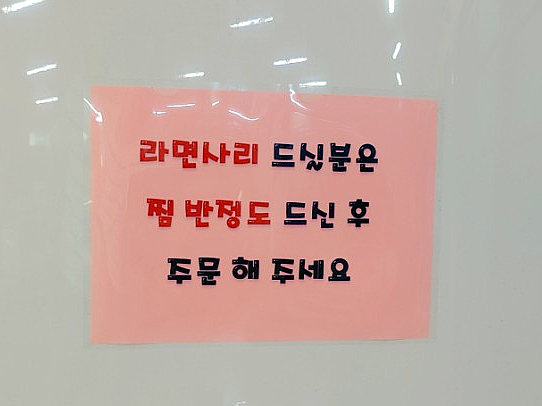 라면사리 드실분은
찜 반정도 드신 후
주문 해 주세요